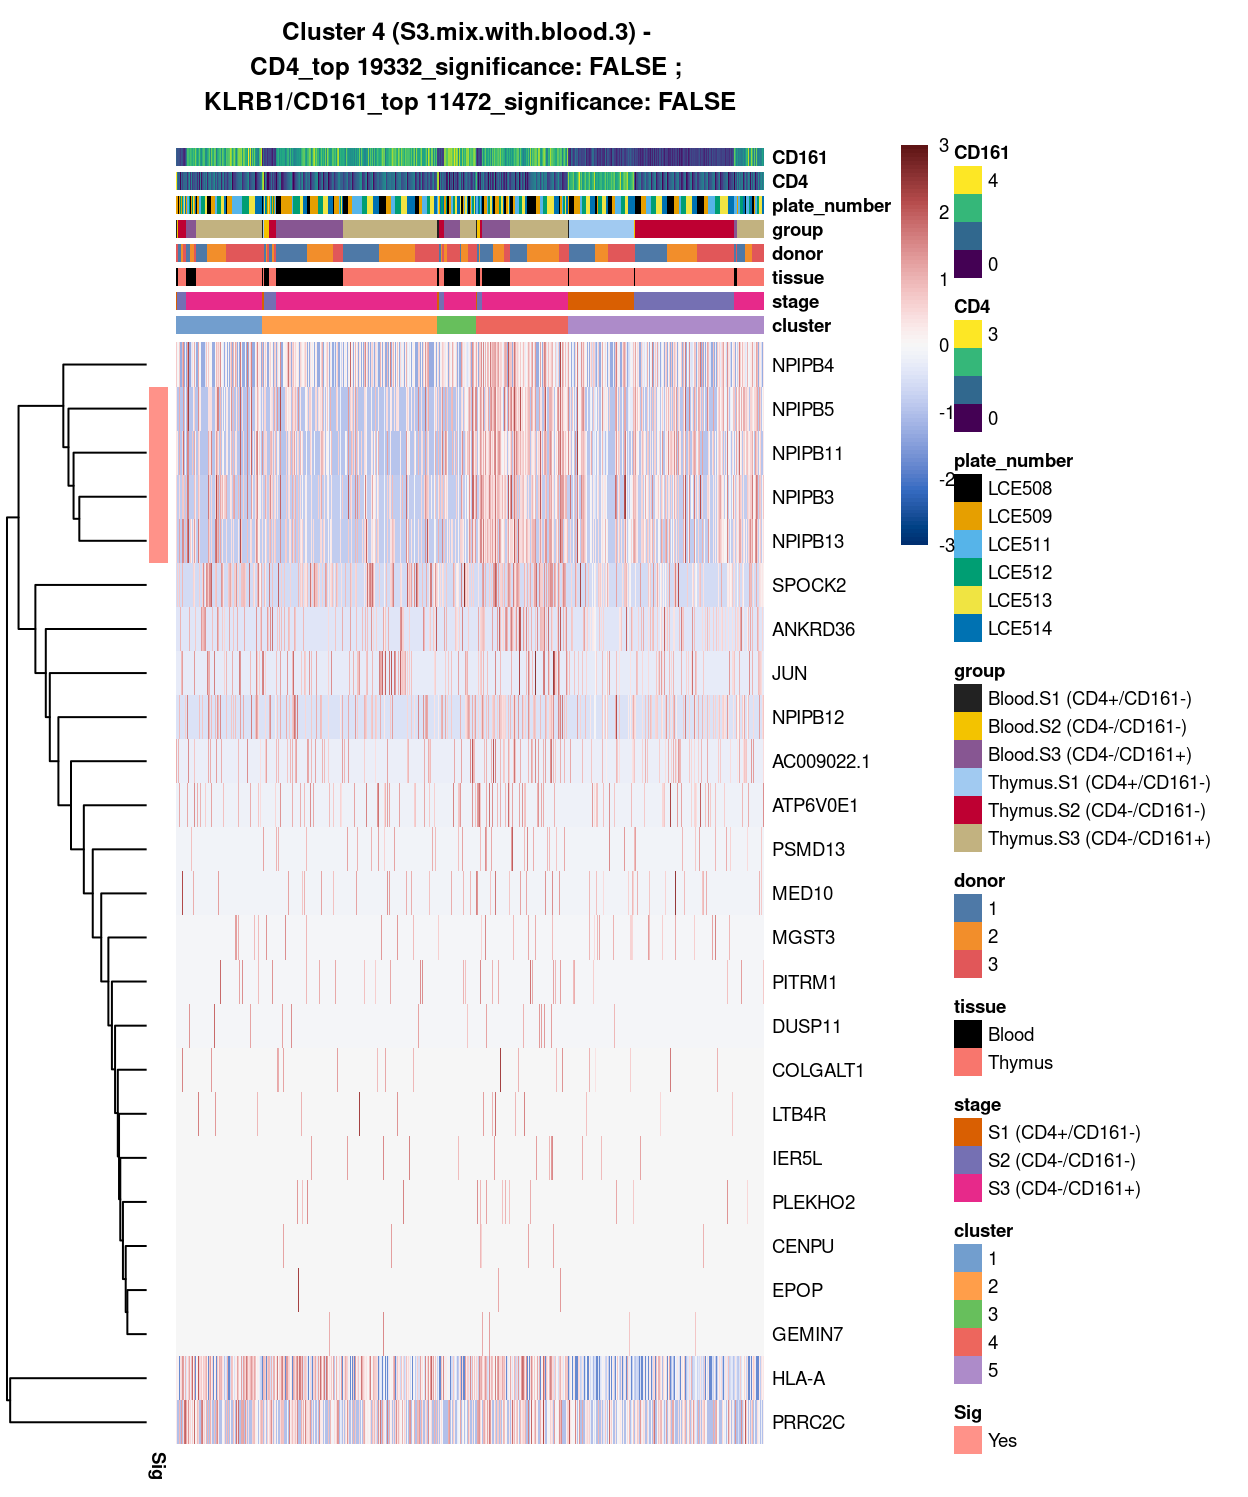 Cluster 4 (S3.mix.with.blood.3) -
CD4_top 19332_significance: FALSE ;
KLRB1/CD161_top 11472_significance: FALSE
CD161
CD4
plate_number
group
donor
tissue
stage
cluster
NPIPB4
NPIPB5
NPIPB11
NPIPB3
NPIPB13
SPOCK2
ANKRD36
JUN
NPIPB12
AC009022.1
ATP6V0E1
PSMD13
MED10
MGST3
PITRM1
DUSP11
COLGALT1
LTB4R
IER5L
PLEKHO2
CENPU
EPOP
GEMIN7
HLA-A
PRRC2C
Sig
3
2
1
0
-1
-2
-3
CD161
4
0
CD4
3
0
plate_number
LCE508
LCE509
LCE511
LCE512
LCE513
LCE514
group
Blood.S1 (CD4+/CD161-)
Blood.S2 (CD4-/CD161-)
Blood.S3 (CD4-/CD161+)
Thymus.S1 (CD4+/CD161-)
Thymus.S2 (CD4-/CD161-)
Thymus.S3 (CD4-/CD161+)
donor
1
2
3
tissue
Blood
Thymus
stage
S1 (CD4+/CD161-)
S2 (CD4-/CD161-)
S3 (CD4-/CD161+)
cluster
1
2
3
4
5
Sig
Yes